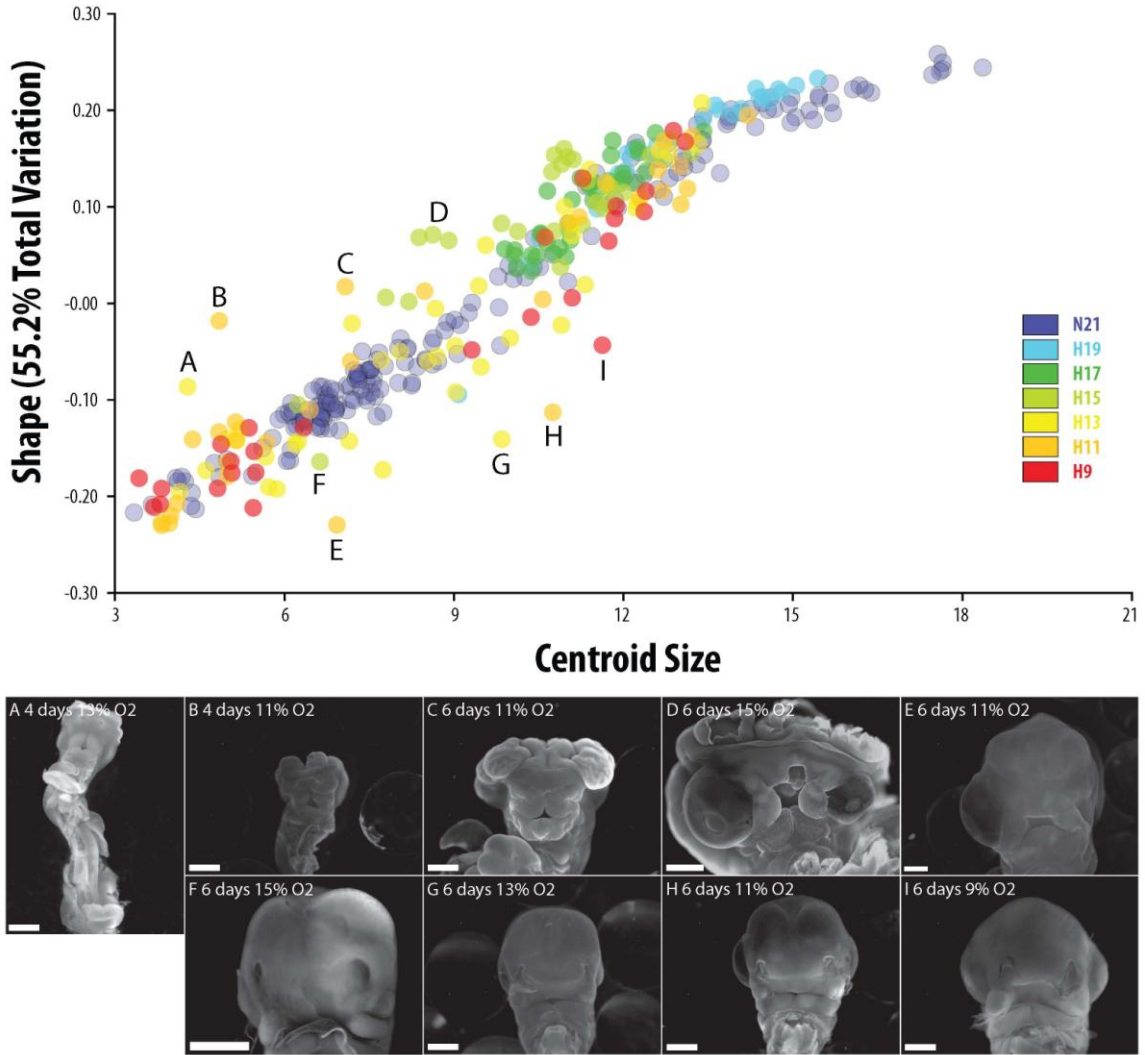 0.30
0.20
0.10
-0.00
-0.10
-0.20
-0.30
Shape (55.2% Total Variation)
A
B
C
D
E
F
G
H
I
N21
H19
H17
H15
H13
H11
H9
3 6 9 12 15 18 21
Centroid Size
A 4 days 13% O2
B 4 days 11% O2
C 6 days 11% O2
D 6 days 15% O2
E 6 days 11% O2
F 6 days 15% O2
G 6 days 13% O2
H 6 days 11% O2
I 6 days 9% O2